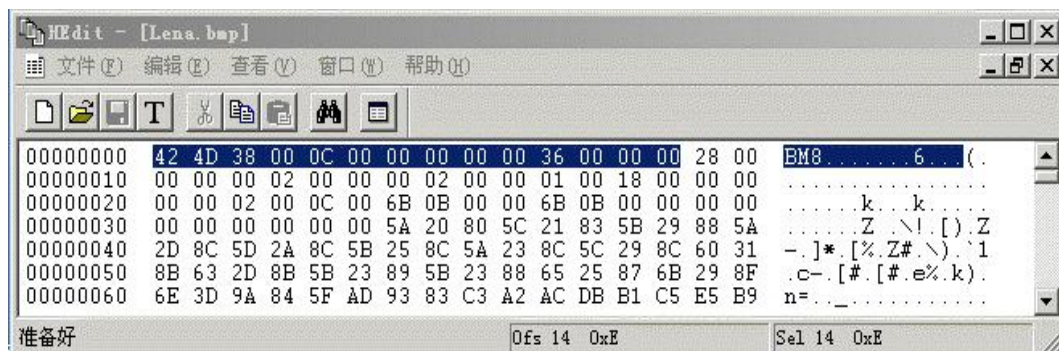 HEdit - [Lena.bmp]
文件(F) 编辑(E) 查看(V) 窗口(W) 帮助(H)
T
00000000 42 4D 38 00 0C 00 00 00 00 00 36 00 00 00 28 00 BM8.......6...(.
00000010 00 00 00 02 00 00 00 02 00 00 01 00 18 00 00 00 ................
00000020 00 00 02 00 0C 00 6B 0B 00 00 6B 0B 00 00 00 00 ......k...k.....
00000030 00 00 00 00 00 00 5A 20 80 5C 21 83 5B 29 88 5A ......Z .\!.[).Z
00000040 2D 8C 5D 2A 8C 5B 25 8C 5A 23 8C 5C 29 8C 60 31 -.]*.[%.Z#.\).`1
00000050 8B 63 2D 8B 5B 23 89 5B 23 88 65 25 87 6B 29 8F .c-.[#.[#.e%.k).
00000060 6E 3D 9A 84 5F AD 93 83 C3 A2 AC DB B1 C5 E5 B9 n=.._...........
准备好 Ofs 14 0xE Sel 14 0xE